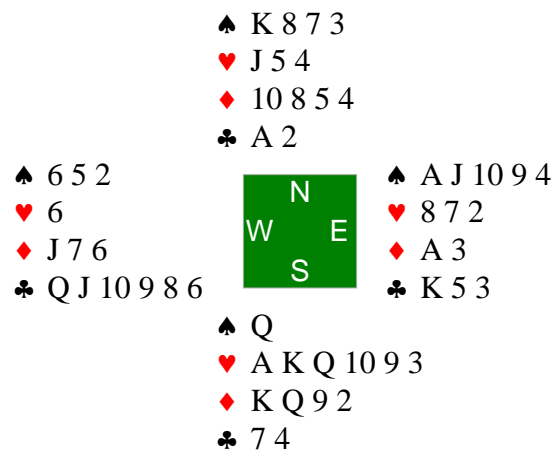 ♠ K 8 7 3
♥ J 5 4
♦ 10 8 5 4
♣ A 2
♠ 6 5 2
♥ 6
♦ J 7 6
♣ Q J 10 9 8 6
N
W E
S
♠ A J 10 9 4
♥ 8 7 2
♦ A 3
♣ K 5 3
♠ Q
♥ A K Q 10 9 3
♦ K Q 9 2
♣ 7 4